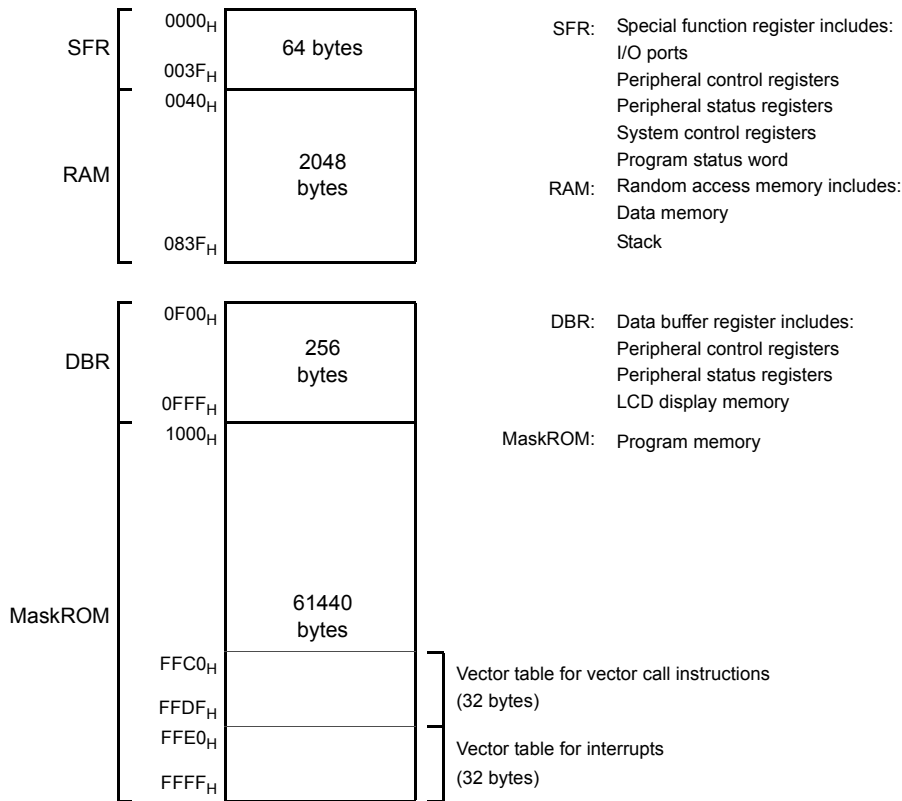 SFR
0000H
64 bytes
003FH
RAM
0040H
2048
bytes
083FH
DBR
0F00H
256
bytes
0FFFH
MaskROM
1000H
61440
bytes
FFC0H
FFDFH
FFE0H
FFFFH
Vector table for vector call instructions
(32 bytes)
Vector table for interrupts
(32 bytes)
SFR: Special function register includes:
I/O ports
Peripheral control registers
Peripheral status registers
System control registers
Program status word
RAM: Random access memory includes:
Data memory
Stack
DBR: Data buffer register includes:
Peripheral control registers
Peripheral status registers
LCD display memory
MaskROM: Program memory